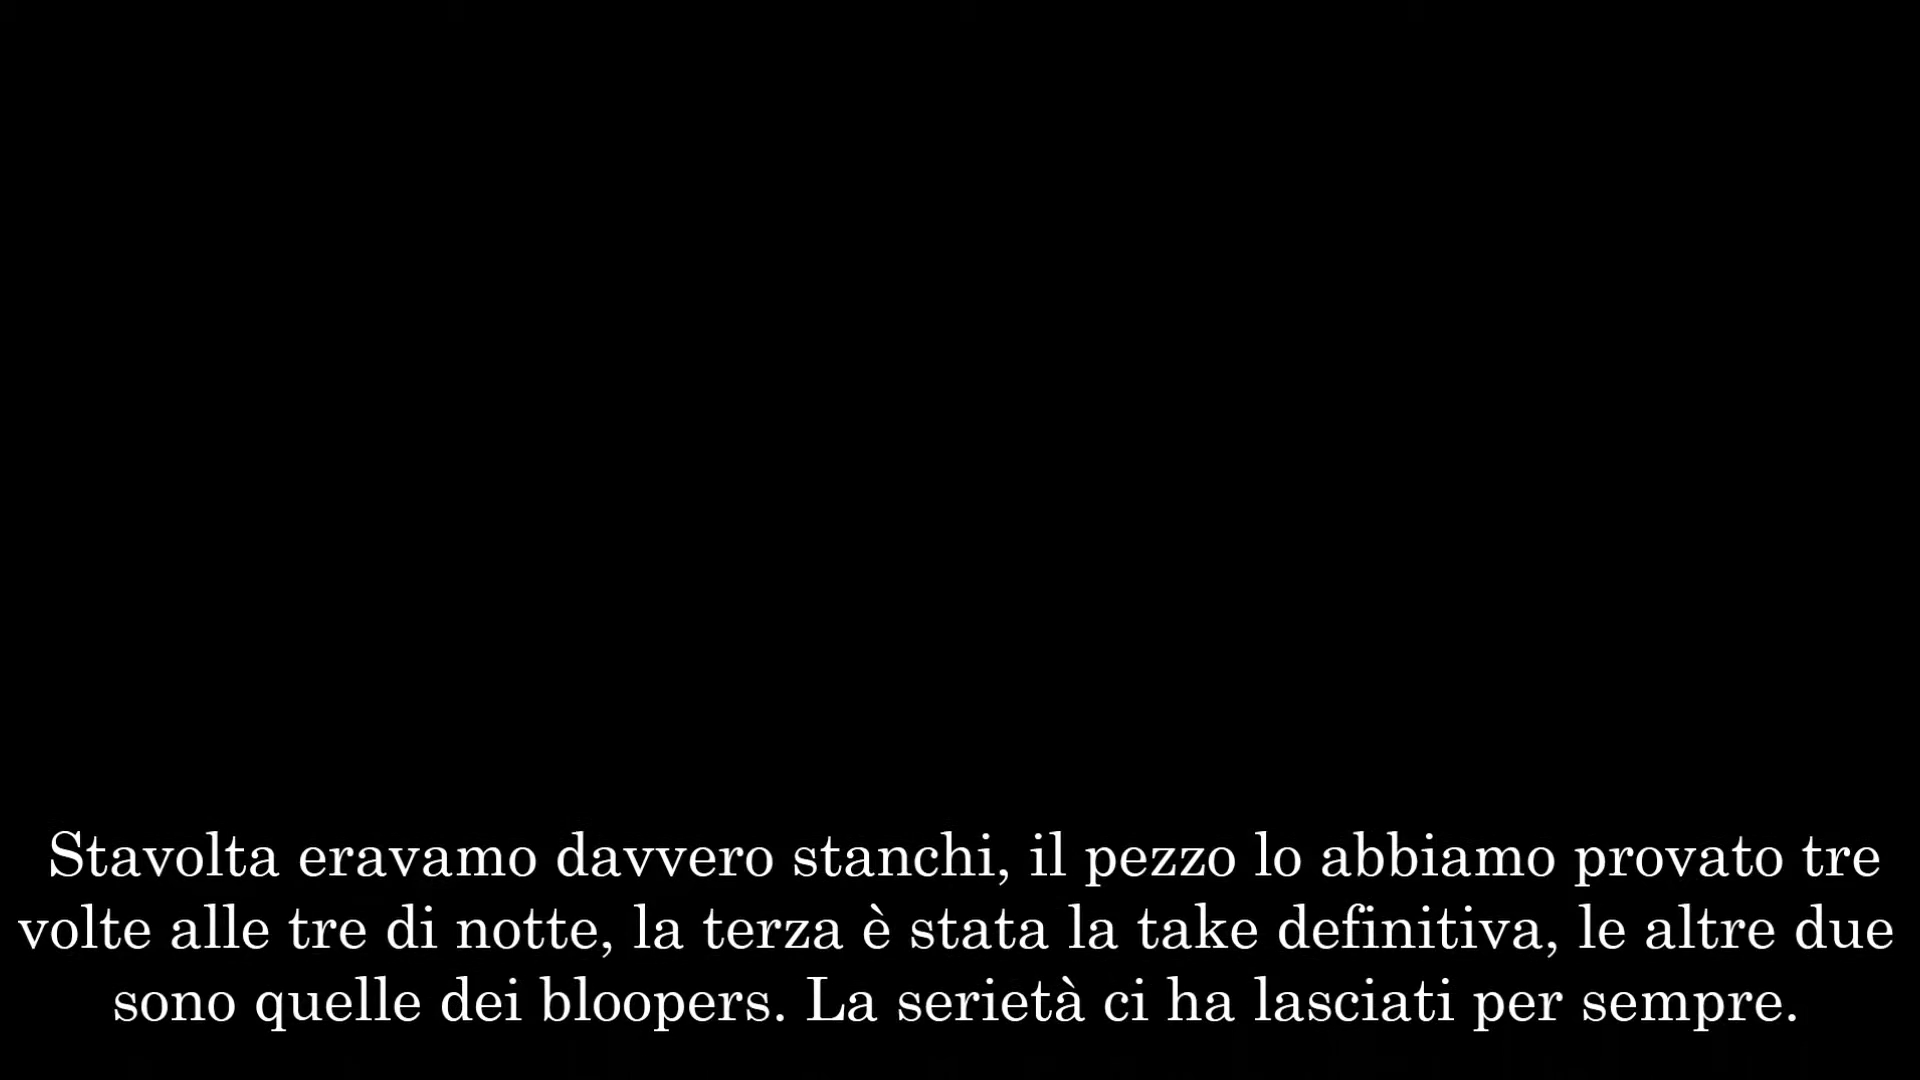 Stavolta eravamo davvero stanchi, il pezzo lo abbiamo provato tre
volte alle tre di notte, la terza è stata la take definitiva, le altre due
sono quelle dei bloopers. La serietà ci ha lasciati per sempre.